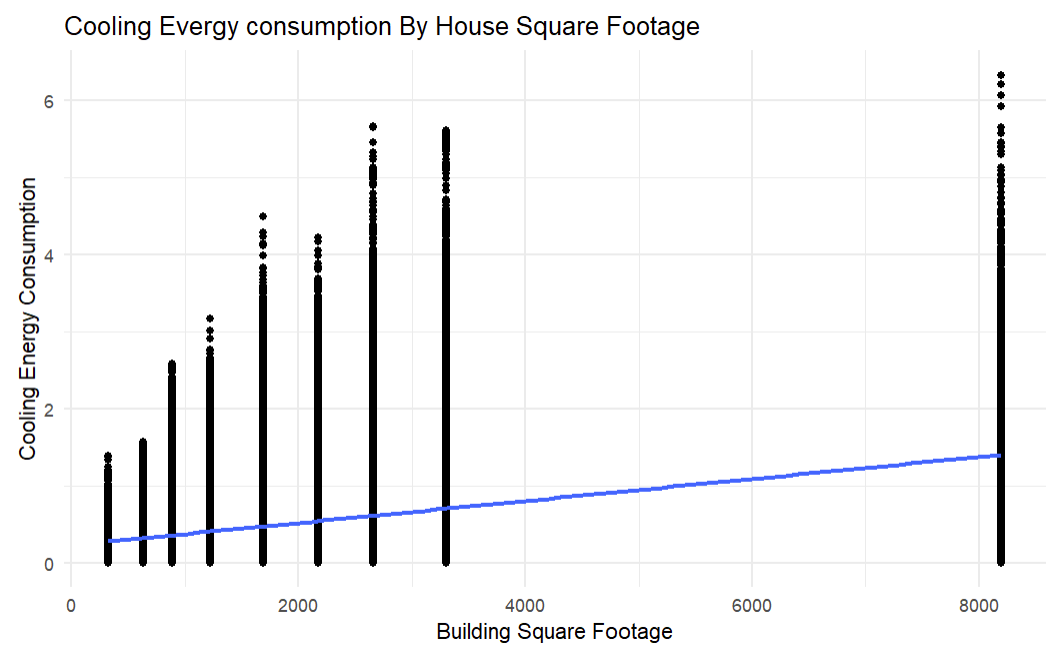 Cooling Evergy consumption By House Square Footage
Cooling Energy Consumption
6
4
2
0
0 2000 4000 6000 8000
Building Square Footage